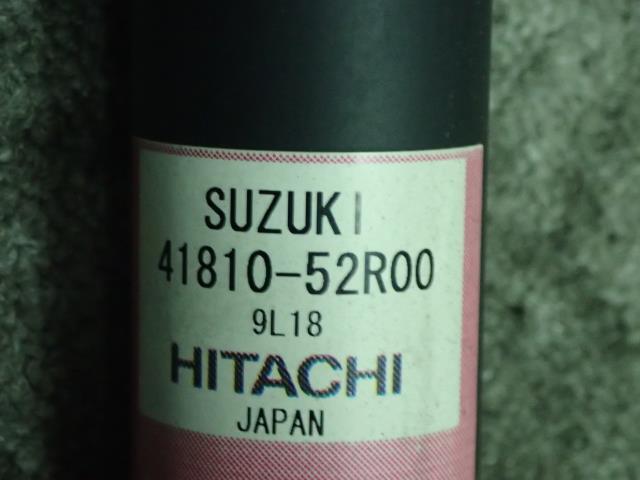 SUZUKI
41810-52R00
9L18
HITACHI
JAPAN